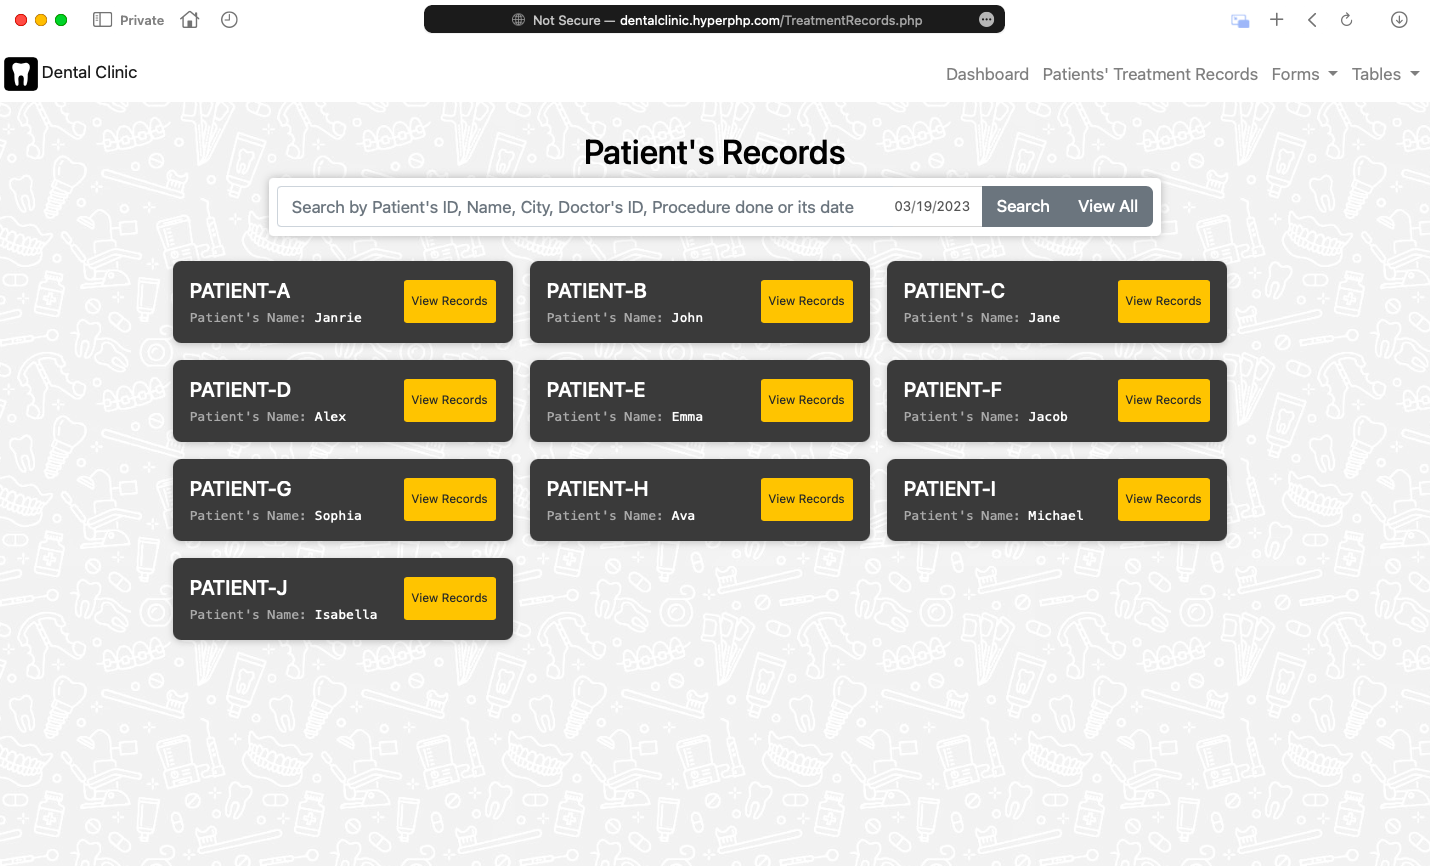 Private
Not Secure — dentalclinic.hyperphp.com/TreatmentRecords.php
Dental Clinic
Dashboard Patients' Treatment Records Forms Tables
Patient's Records
Search by Patient's ID, Name, City, Doctor's ID, Procedure done or its date 03/19/2023 Search View All
PATIENT-A
Patient's Name: Janrie
View Records
PATIENT-B
Patient's Name: John
View Records
PATIENT-C
Patient's Name: Jane
View Records
PATIENT-D
Patient's Name: Alex
View Records
PATIENT-E
Patient's Name: Emma
View Records
PATIENT-F
Patient's Name: Jacob
View Records
PATIENT-G
Patient's Name: Sophia
View Records
PATIENT-H
Patient's Name: Ava
View Records
PATIENT-I
Patient's Name: Michael
View Records
PATIENT-J
Patient's Name: Isabella
View Records